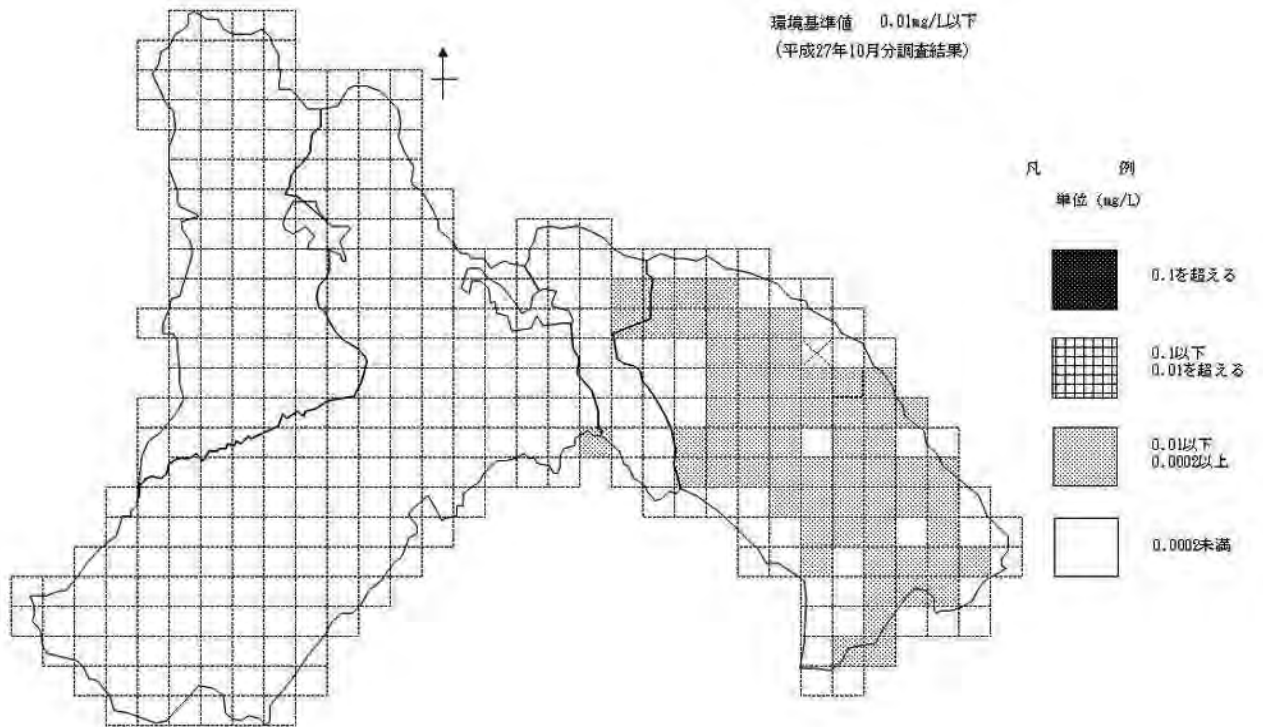 環境基準値 0.01mg/L以下
(平成27年10月分調査結果)
凡 例
単位 (mg/L)
0.1を超える
0.1以下
0.01を超える
0.01以下
0.0002以上
0.0002未満